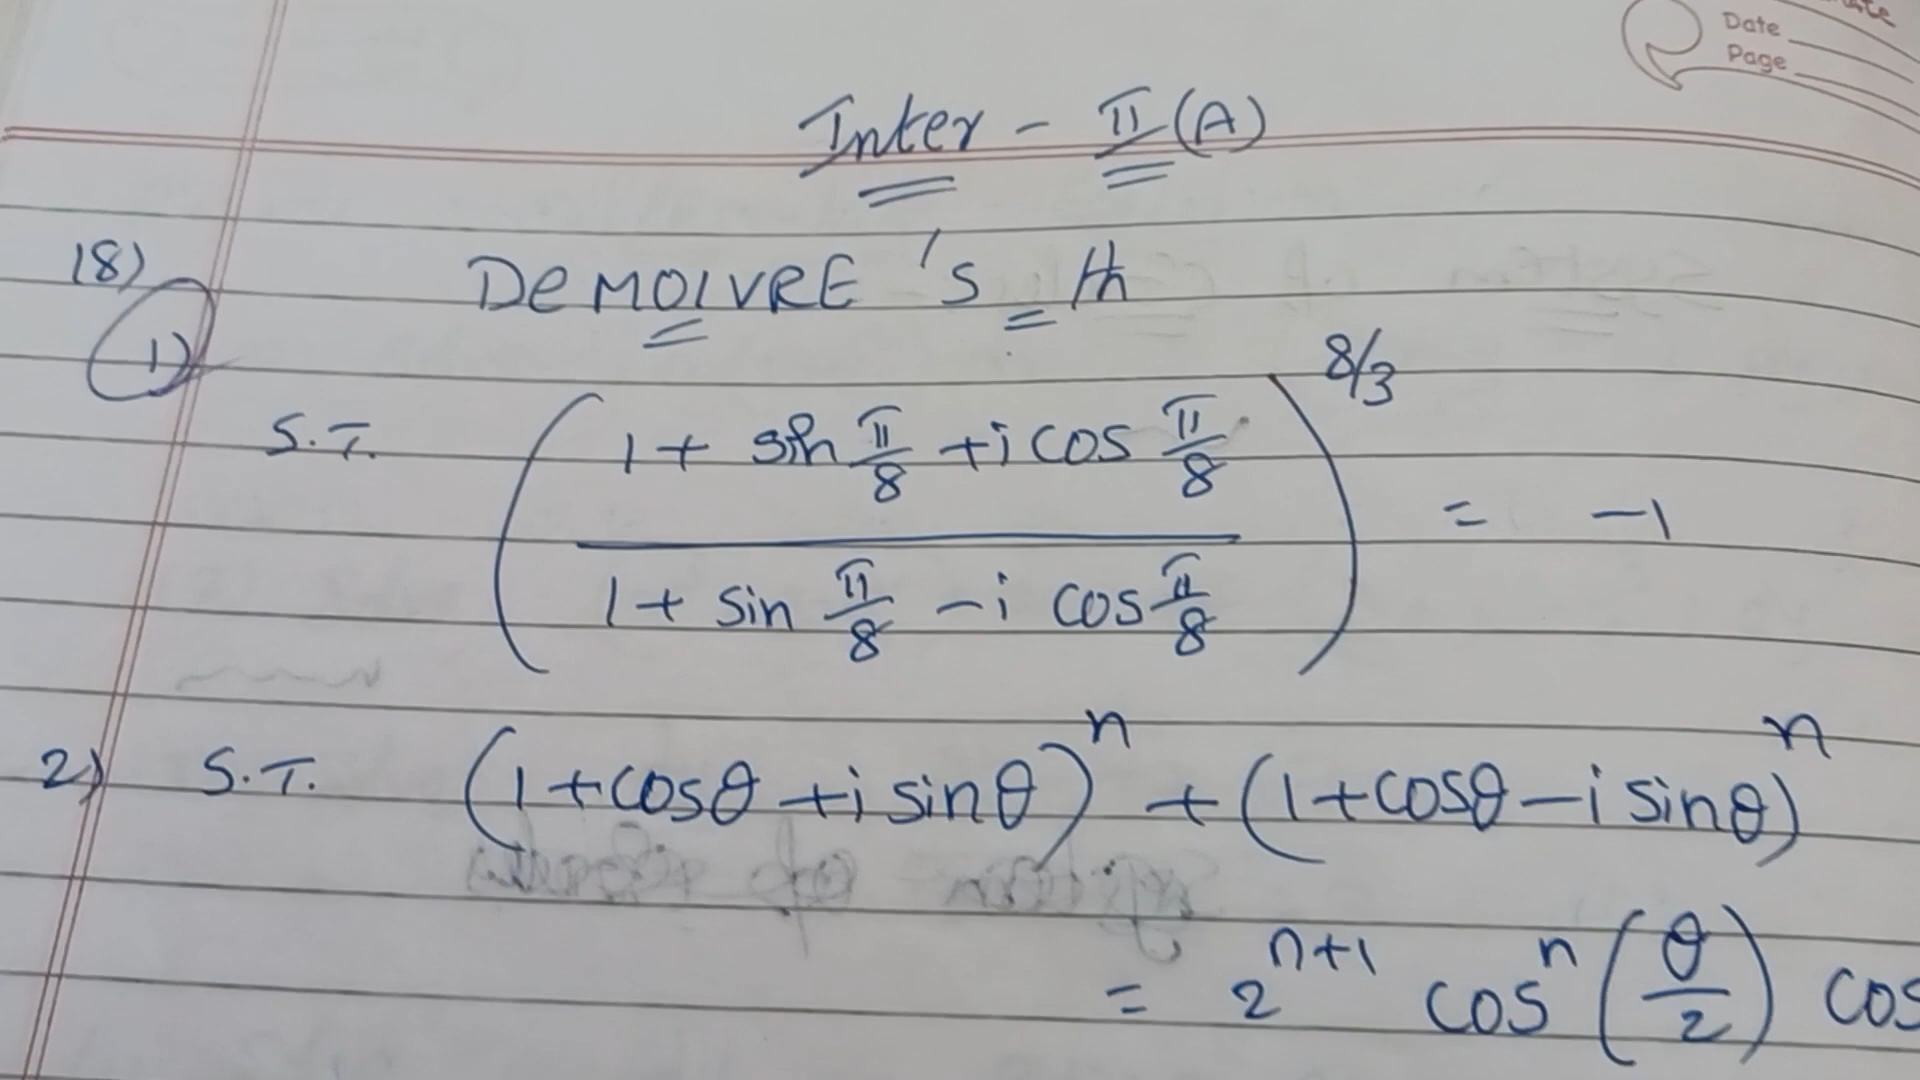 Date
Page
Inter - II (A)
18)
DeMOIVRE's th
1)
S.T. ((1 + sin π/8 + i cos π/8) / (1 + sin π/8 - i cos π/8))^8/3 = -1
2) S.T. (1 + cosθ + i sinθ)^n + (1 + cosθ - i sinθ)^n
= 2^n+1 cos^n (θ/2) cos